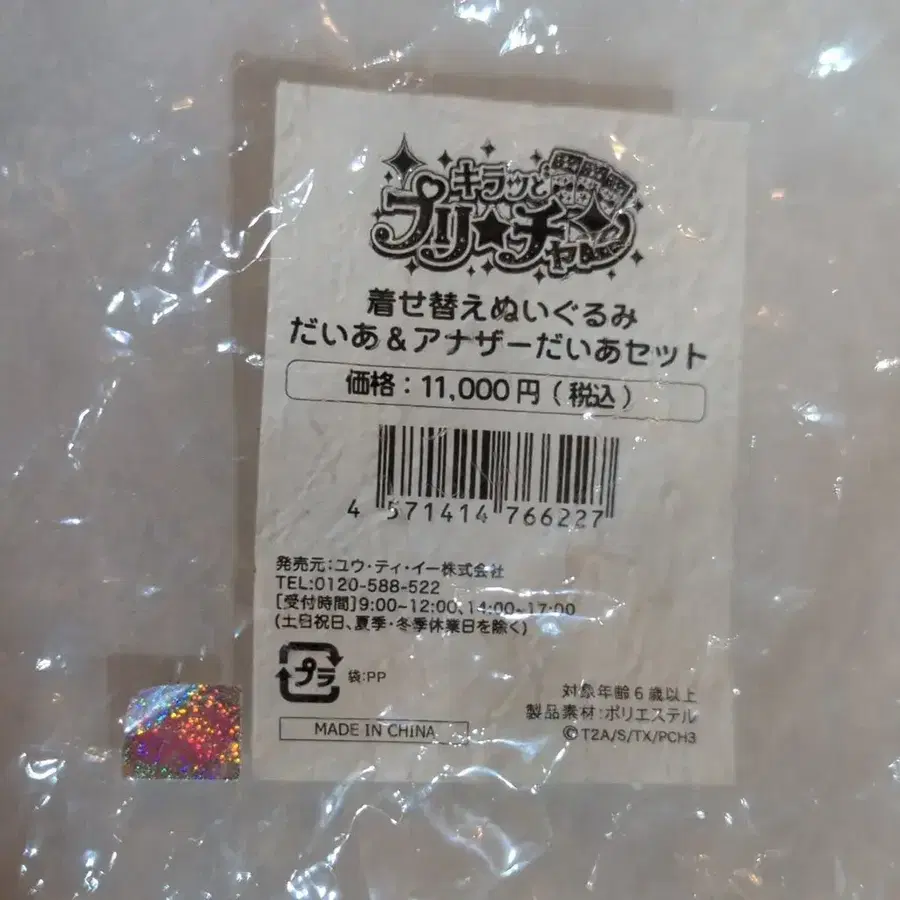 キラッと
プリ★チャン
着せ替えぬいぐるみ
だいあ&アナザーだいあセット
価格：11,000円（税込）
4 571414 766227
発売元：ユウ・ティ・イー株式会社
TEL:0120-588-522
[受付時間]9:00~12:00、14:00~17:00
(土日祝日、夏季・冬季休業日を除く)
プラ
袋:PP
対象年齢6歳以上
製品素材：ポリエステル
MADE IN CHINA
©T2A/S/TX/PCH3